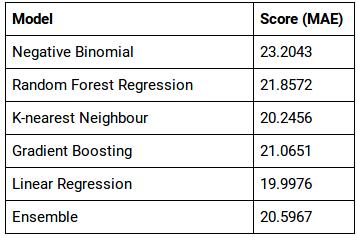 Model Score (MAE)
Negative Binomial 23.2043
Random Forest Regression 21.8572
K-nearest Neighbour 20.2456
Gradient Boosting 21.0651
Linear Regression 19.9976
Ensemble 20.5967